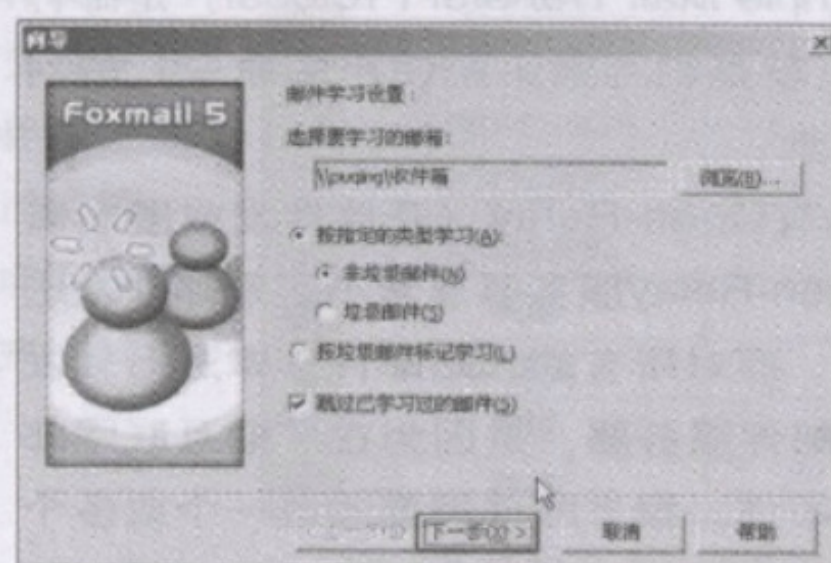 向导
Foxmail 5
邮件学习设置：
选择要学习的邮箱：
\\puqing\收件箱
浏览(B)...
按指定的类型学习(A):
非垃圾邮件(N)
垃圾邮件(S)
按垃圾邮件标记学习(L)
跳过已学习过的邮件(S)
下一步(X) >
取消
帮助